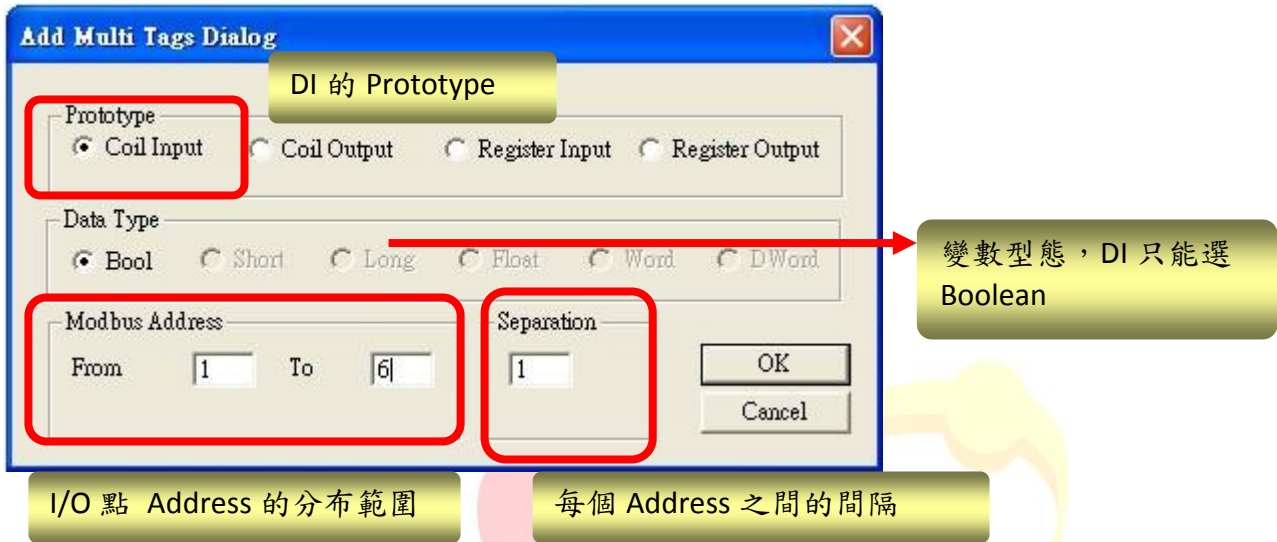 Add Multi Tags Dialog
DI 的 Prototype
Prototype
Coil Input Coil Output Register Input Register Output
Data Type
Bool Short Long Float Word DWord
變數型態，DI 只能選
Boolean
Modbus Address
Separation
From 1 To 6
1
OK
Cancel
I/O 點 Address 的分布範圍
每個 Address 之間的間隔